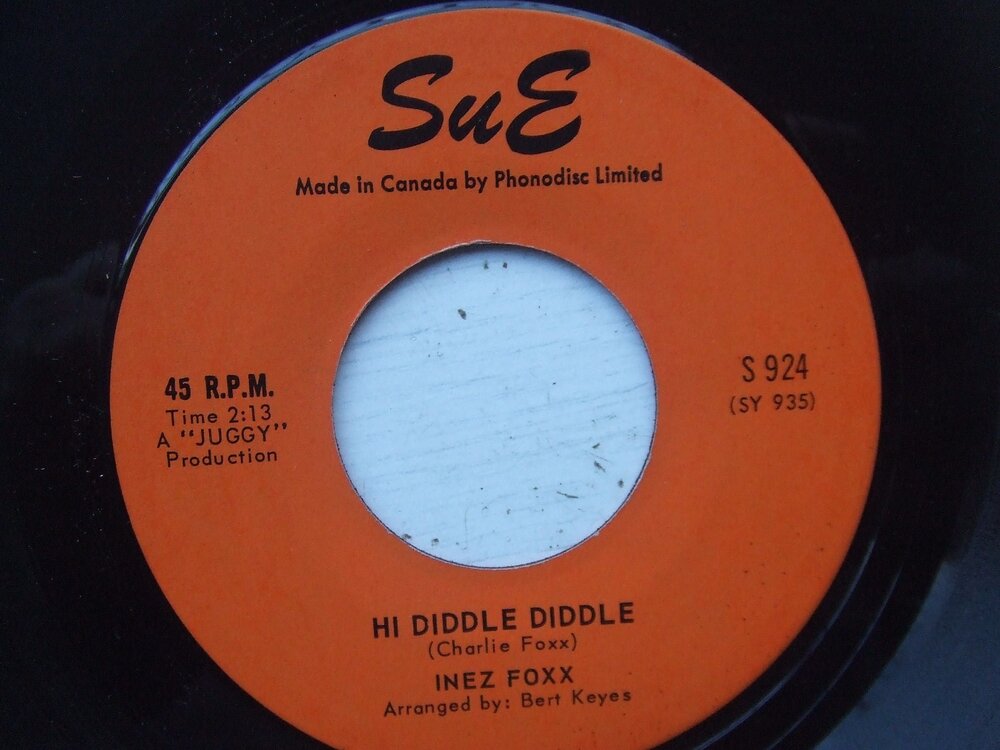 SuE
Made in Canada by Phonodisc Limited
45 R.P.M.
Time 2:13
A "JUGGY"
Production
S 924
(SY 935)
HI DIDDLE DIDDLE
(Charlie Foxx)
INEZ FOXX
Arranged by: Bert Keyes